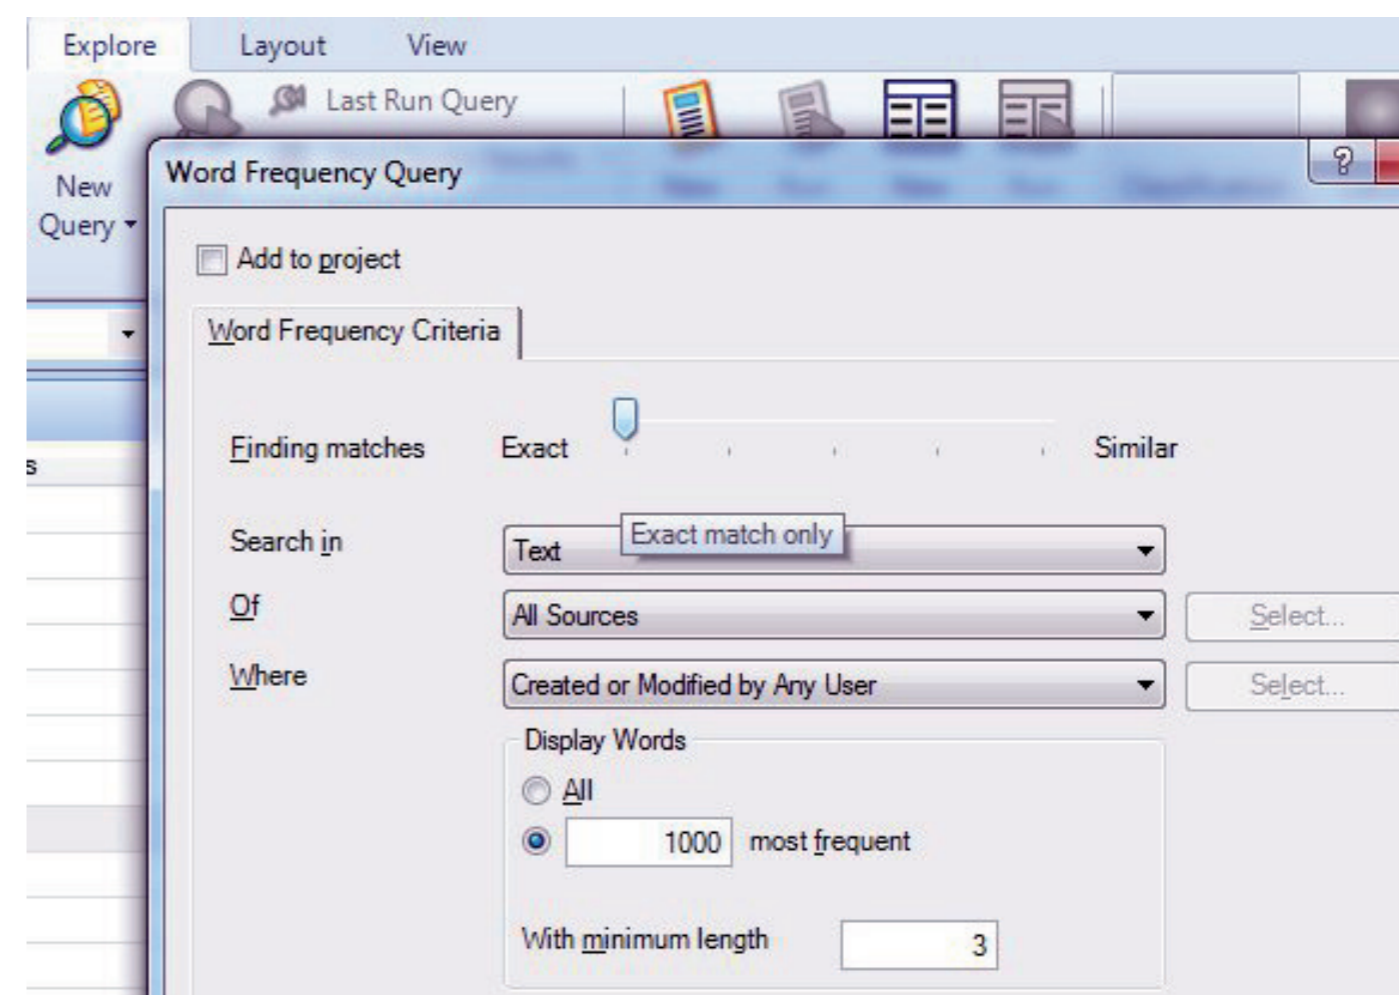 Explore Layout View
Last Run Query
New
Query
Word Frequency Query
?
Add to project
Word Frequency Criteria
Finding matches Exact Similar
s
Exact match only
Search in Text
Of All Sources Select...
Where Created or Modified by Any User Select...
Display Words
All
1000 most frequent
With minimum length 3